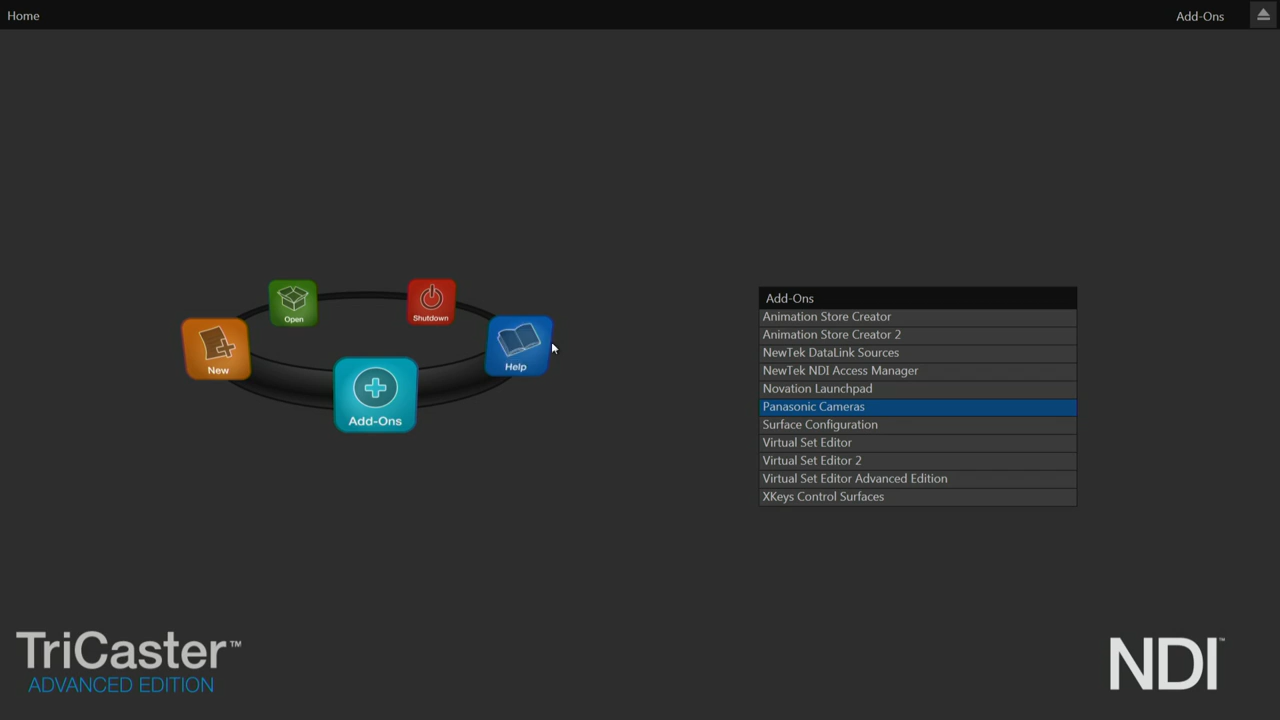 Home
Add-Ons
Open
Shutdown
New
Help
Add-Ons
Add-Ons
Animation Store Creator
Animation Store Creator 2
NewTek DataLink Sources
NewTek NDI Access Manager
Novation Launchpad
Panasonic Cameras
Surface Configuration
Virtual Set Editor
Virtual Set Editor 2
Virtual Set Editor Advanced Edition
XKeys Control Surfaces
TriCaster™
ADVANCED EDITION
NDI™